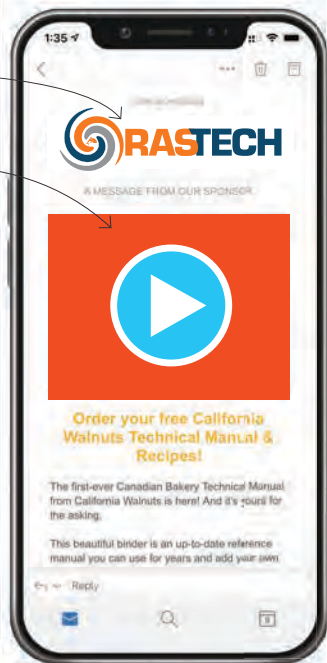 1:35
RASTECH
A MESSAGE FROM OUR SPONSOR
Order your free California
Walnuts Technical Manual &
Recipes!
The first-ever Canadian Bakery Technical Manual
from California Walnuts is here! And it's yours for
the asking.
This beautiful binder is an up-to-date reference
manual you can use for years and add your own
Reply